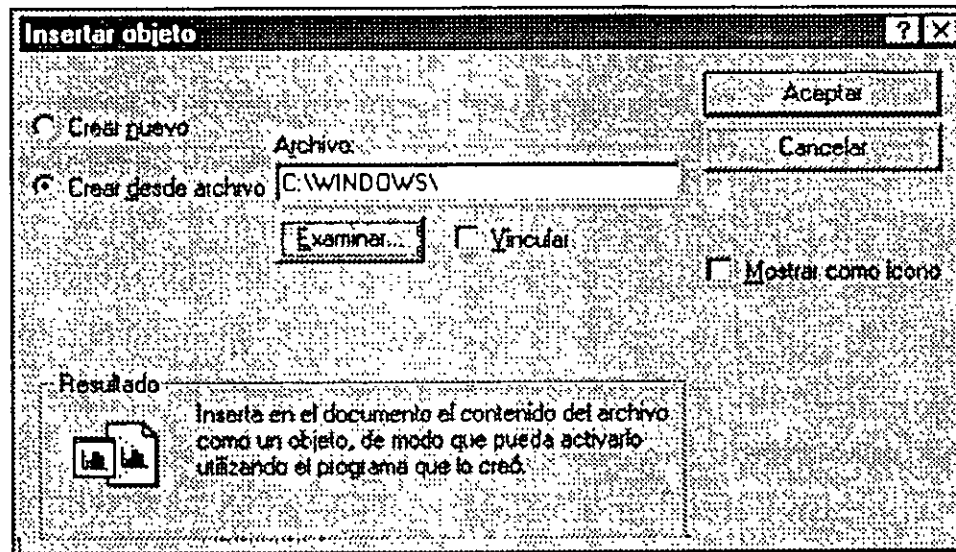 Insertar objeto
Crear nuevo
Crear desde archivo
Archivo:
C:\WINDOWS\
Examinar...
Vincular
Aceptar
Cancelar
Mostrar como icono
Resultado
Inserta en el documento el contenido del archivo
como un objeto, de modo que pueda activarlo
utilizando el programa que lo creó.